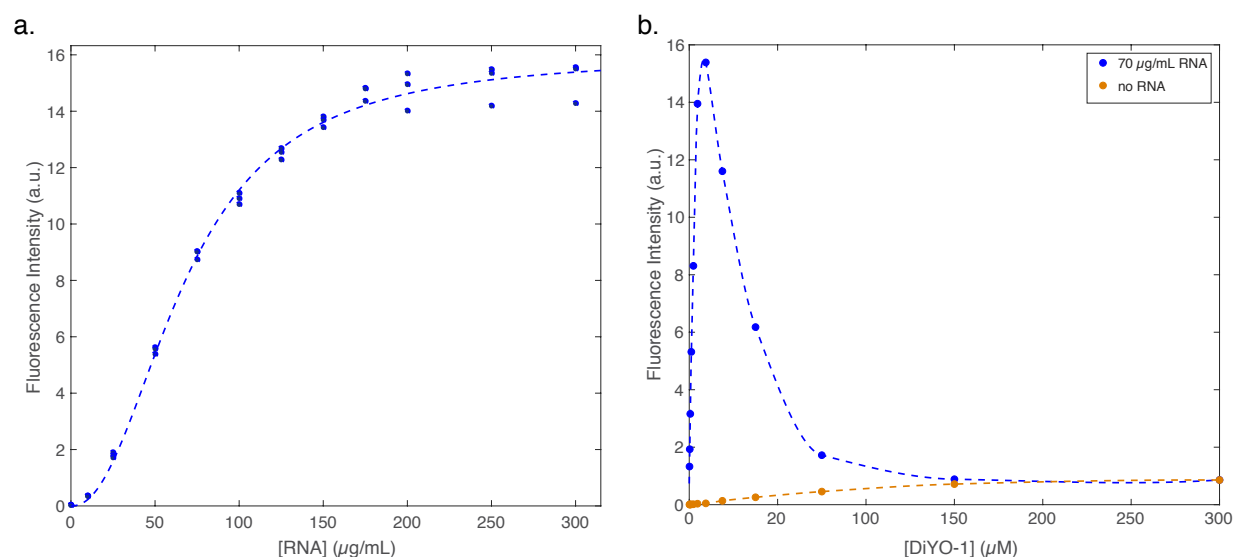 a.
16
14
12
10
8
6
4
2
0
Fluorescence Intensity (a.u.)
0 50 100 150 200 250 300
[RNA] (µg/mL)
b.
16
14
12
10
8
6
4
2
0
Fluorescence Intensity (a.u.)
70 µg/mL RNA
no RNA
0 20 100 150 200 250 300
[DiYO-1] (µM)